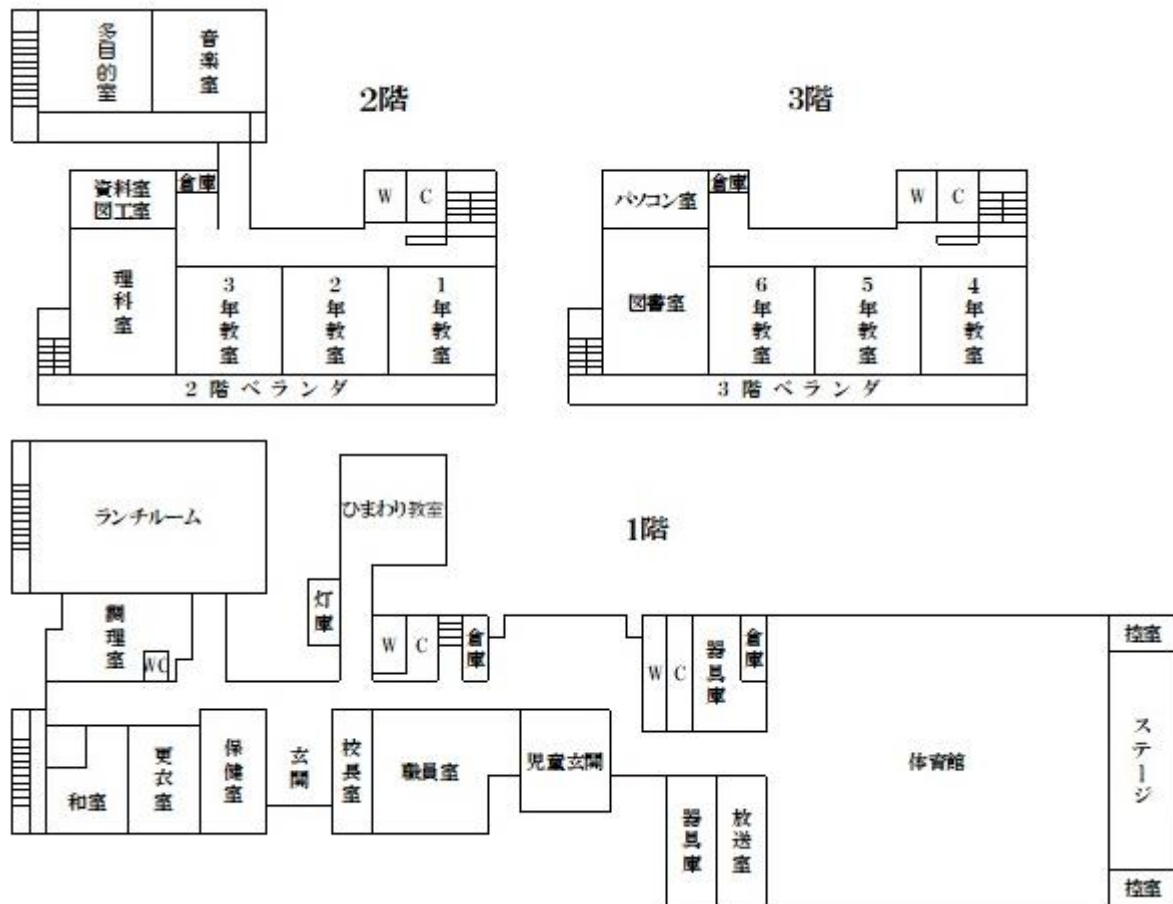 多目的室
音楽室
2階
3階
資料室
図工室
倉庫
W C
理科室
3年教室
2年教室
1年教室
2階ベランダ
パソコン室
倉庫
W C
図書室
6年教室
5年教室
4年教室
3階ベランダ
ランチルーム
ひまわり教室
1階
灯庫
調理室
WC
W C
倉庫
W C
器具庫
倉庫
控室
和室
更衣室
保健室
玄関
校長室
職員室
児童玄関
体育館
ステージ
器具庫
放送室
控室